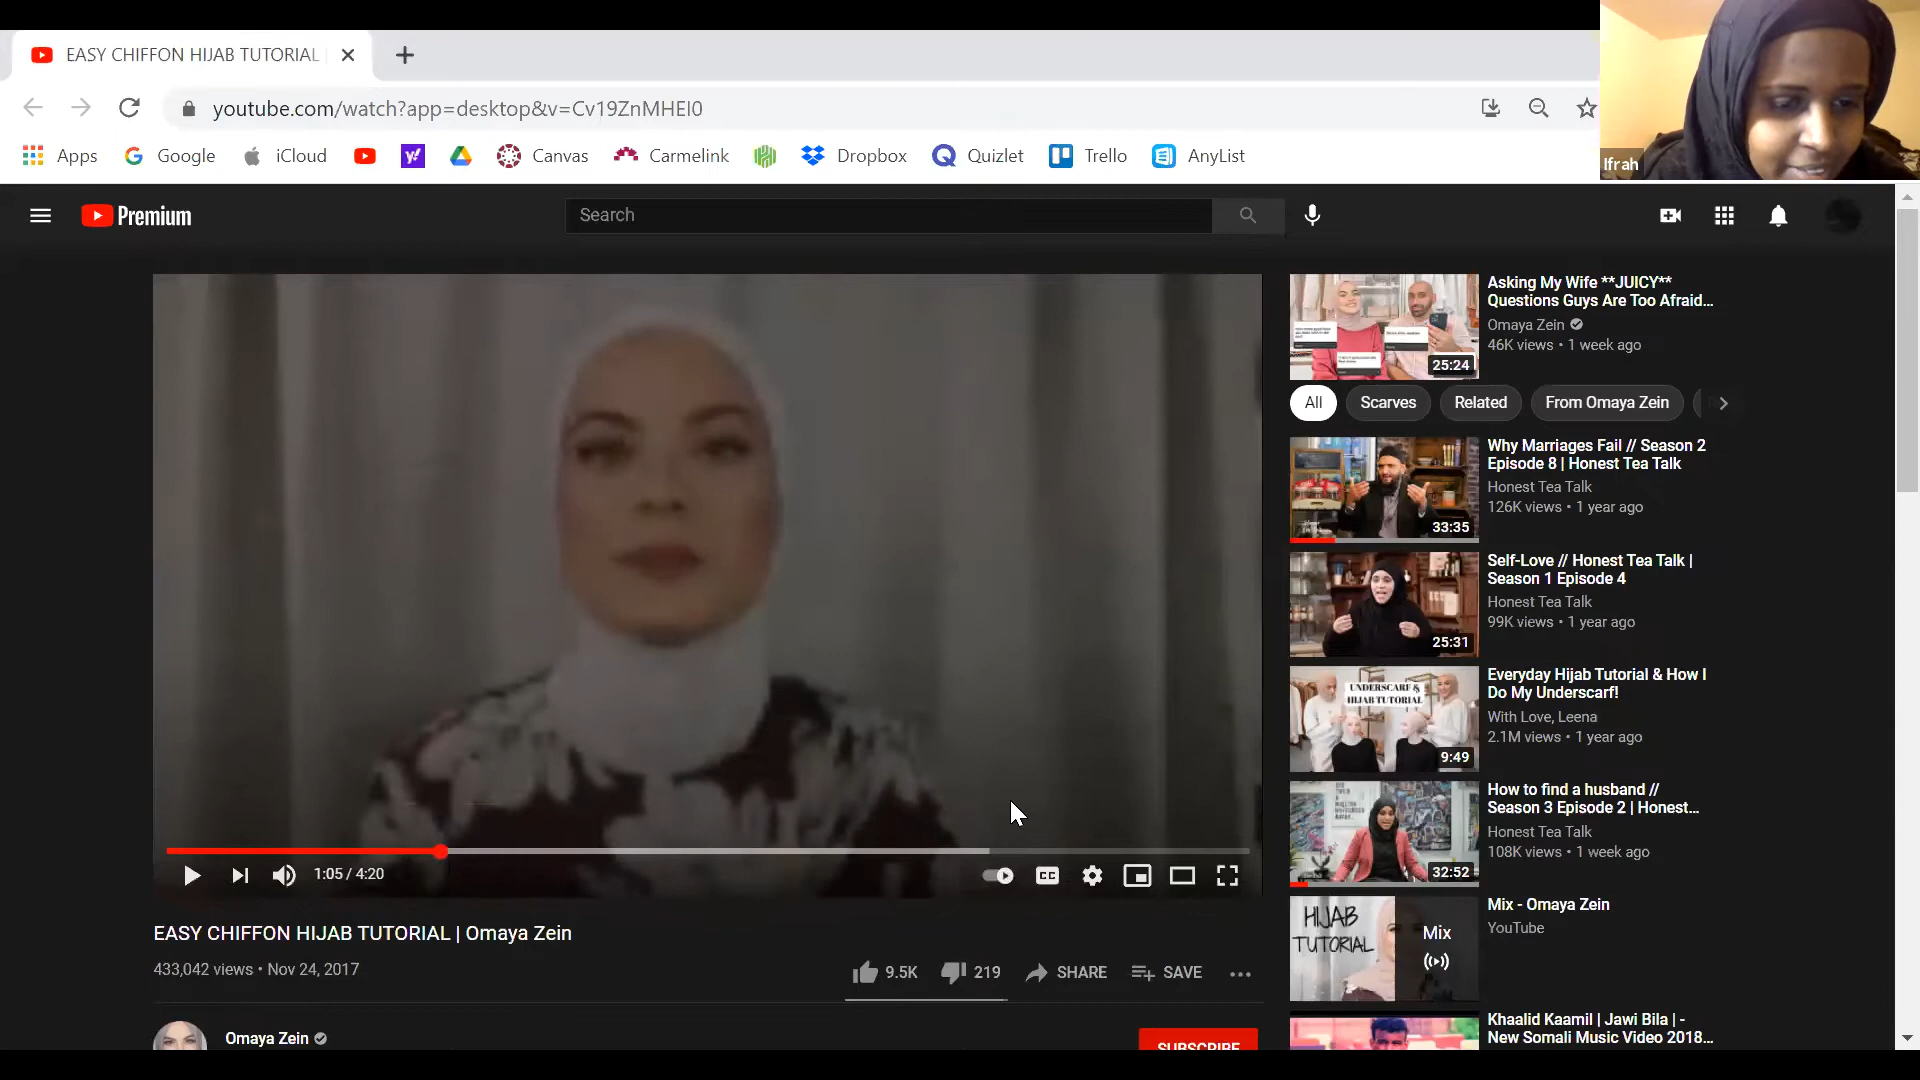 EASY CHIFFON HIJAB TUTORIAL
youtube.com/watch?app=desktop&v=Cv19ZnMHEI0
Apps
Google
iCloud
Canvas
Carmelink
Dropbox
Quizlet
Trello
AnyList
Ifrah
Premium
Search
1:05 / 4:20
CC
EASY CHIFFON HIJAB TUTORIAL | Omaya Zein
433,042 views • Nov 24, 2017
9.5K
219
SHARE
SAVE
Omaya Zein
SUBSCRIBE
25:24
Asking My Wife **JUICY**
Questions Guys Are Too Afraid...
Omaya Zein
46K views • 1 week ago
All
Scarves
Related
From Omaya Zein
33:35
Why Marriages Fail // Season 2
Episode 8 | Honest Tea Talk
Honest Tea Talk
126K views • 1 year ago
25:31
Self-Love // Honest Tea Talk |
Season 1 Episode 4
Honest Tea Talk
99K views • 1 year ago
UNDERSCARF &
HIJAB TUTORIAL
9:49
Everyday Hijab Tutorial & How I
Do My Underscarf!
With Love, Leena
2.1M views • 1 year ago
32:52
How to find a husband //
Season 3 Episode 2 | Honest...
Honest Tea Talk
108K views • 1 week ago
HIJAB
TUTORIAL
Mix
Mix - Omaya Zein
YouTube
Khaalid Kaamil | Jawi Bila | -
New Somali Music Video 2018...